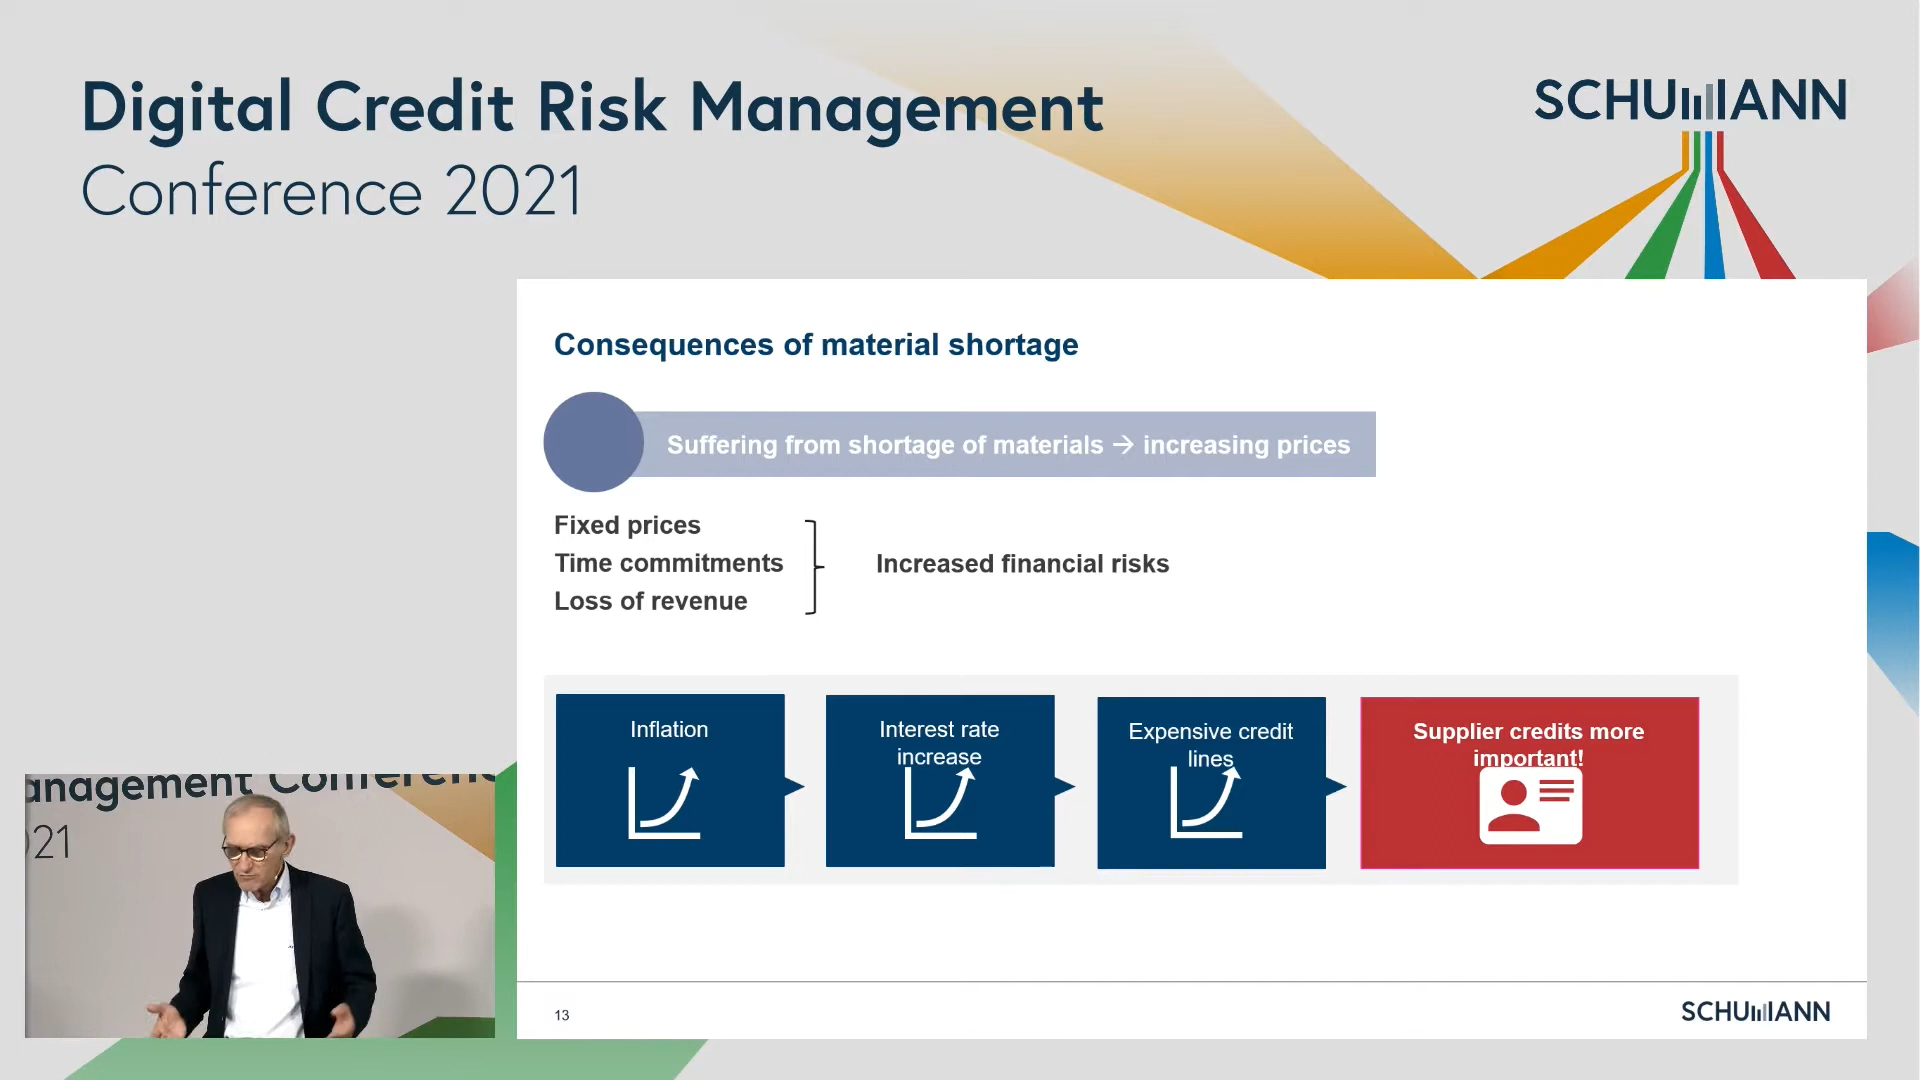 Digital Credit Risk Management
Conference 2021
SCHUMANN
Consequences of material shortage
Suffering from shortage of materials → increasing prices
Fixed prices
Time commitments
Loss of revenue
Increased financial risks
Inflation
Interest rate
increase
Expensive credit
lines
Supplier credits more
important!
anagement Conferenc
021
13
SCHUMANN